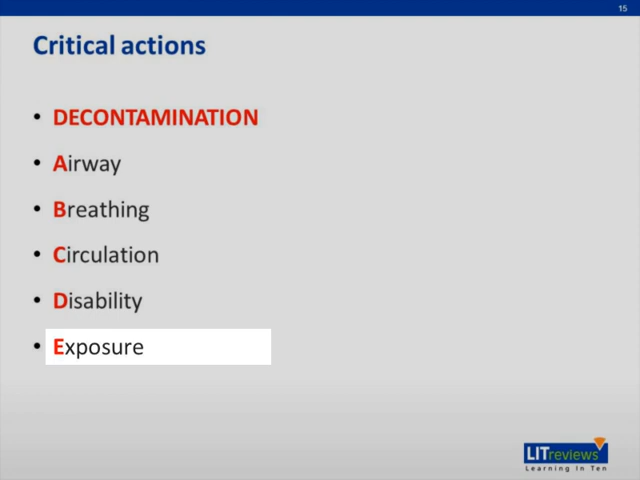 15
Critical actions
• DECONTAMINATION
• Airway
• Breathing
• Circulation
• Disability
• Exposure
LITreviews
Learning In Ten